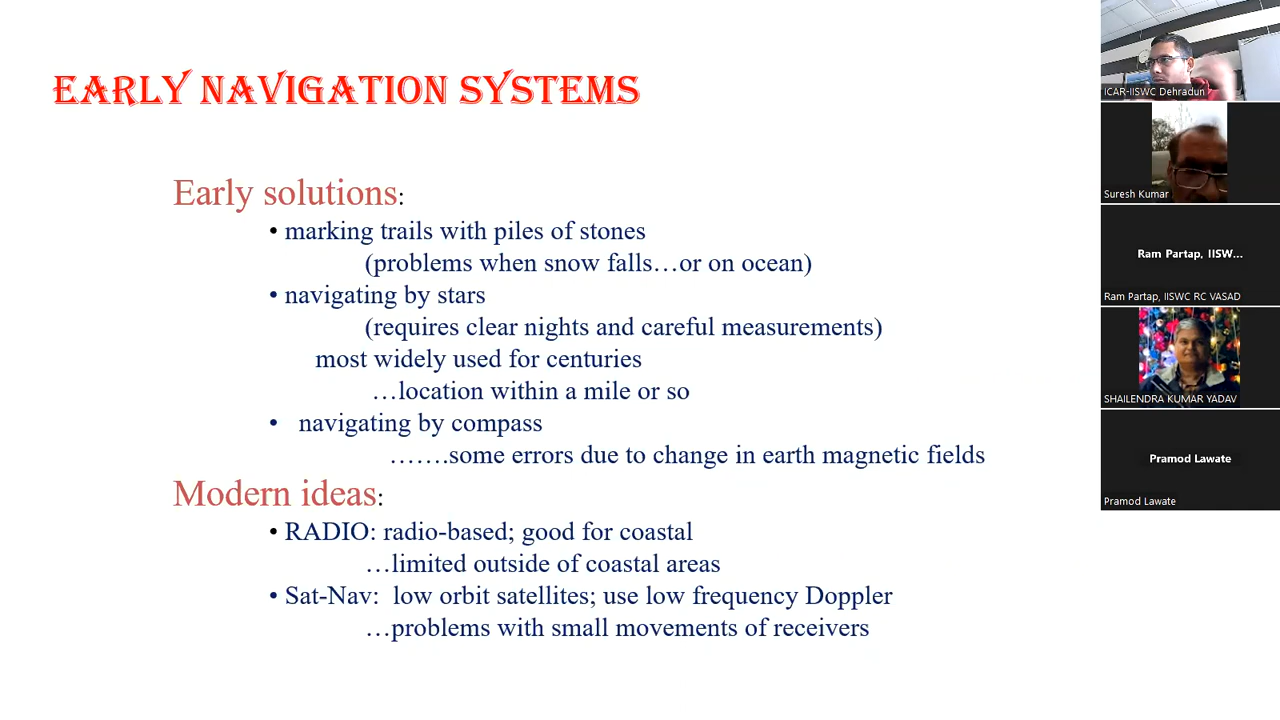 EARLY NAVIGATION SYSTEMS
Early solutions:
• marking trails with piles of stones
(problems when snow falls…or on ocean)
• navigating by stars
(requires clear nights and careful measurements)
most widely used for centuries
…location within a mile or so
• navigating by compass
…….some errors due to change in earth magnetic fields
Modern ideas:
• RADIO: radio-based; good for coastal
…limited outside of coastal areas
• Sat-Nav: low orbit satellites; use low frequency Doppler
…problems with small movements of receivers
ICAR-IISWC Dehradun
Suresh Kumar
Ram Partap, IISW...
Ram Partap, IISWC RC VASAD
SHAILENDRA KUMAR YADAV
Pramod Lawate
Pramod Lawate